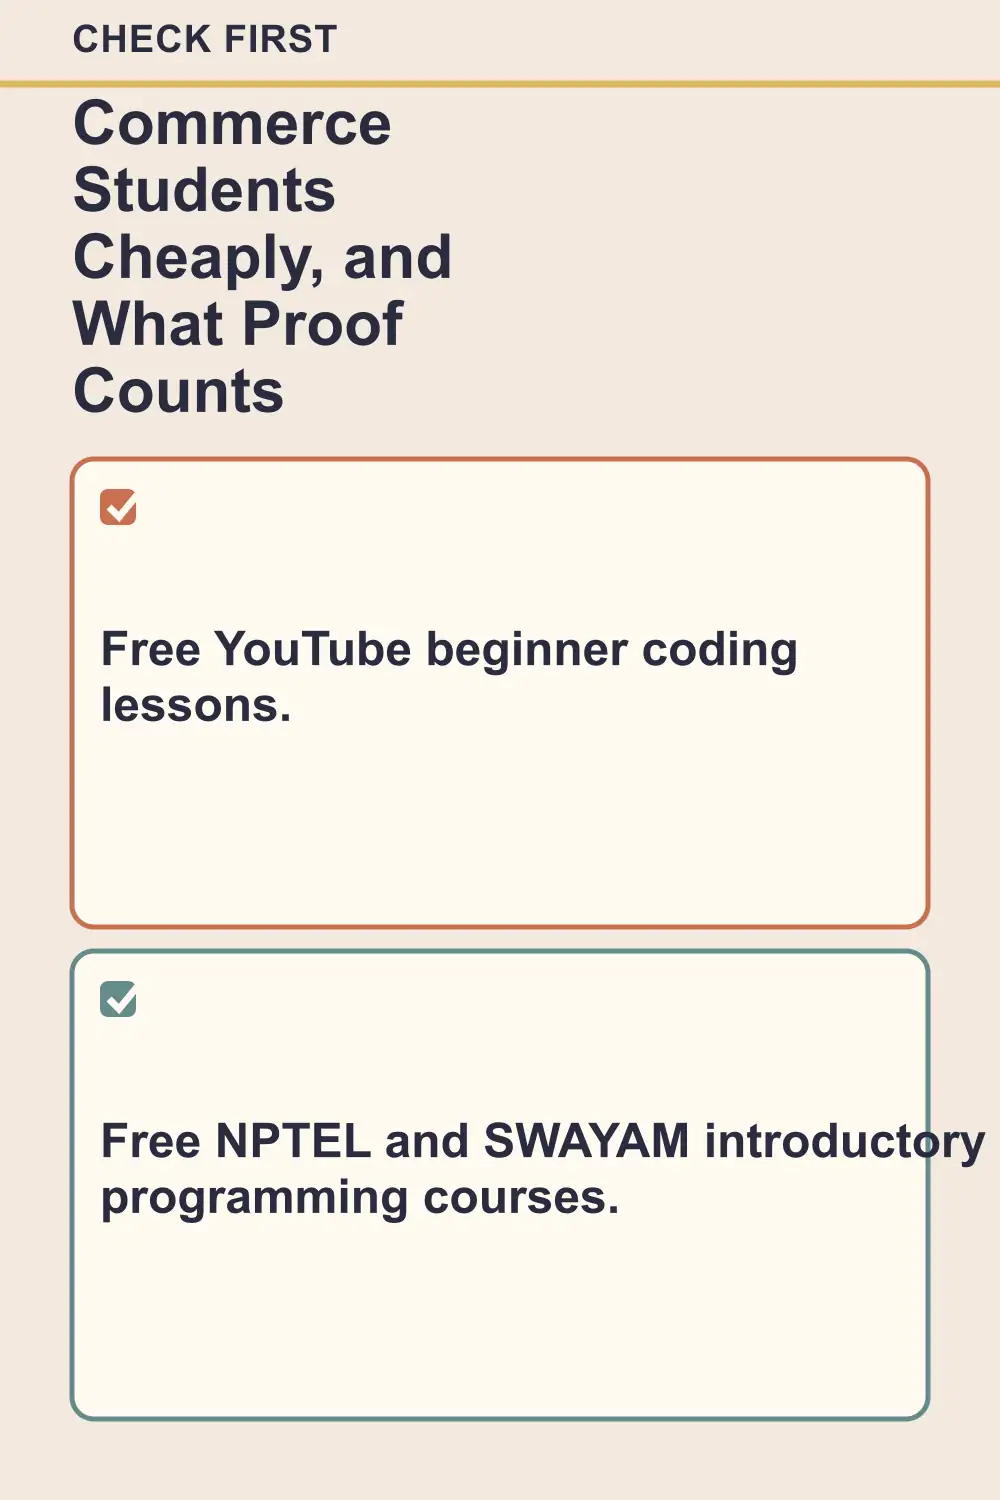 CHECK FIRST
Commerce
Students
Cheaply, and
What Proof
Counts
Free YouTube beginner coding
lessons.
Free NPTEL and SWAYAM introductory
programming courses.